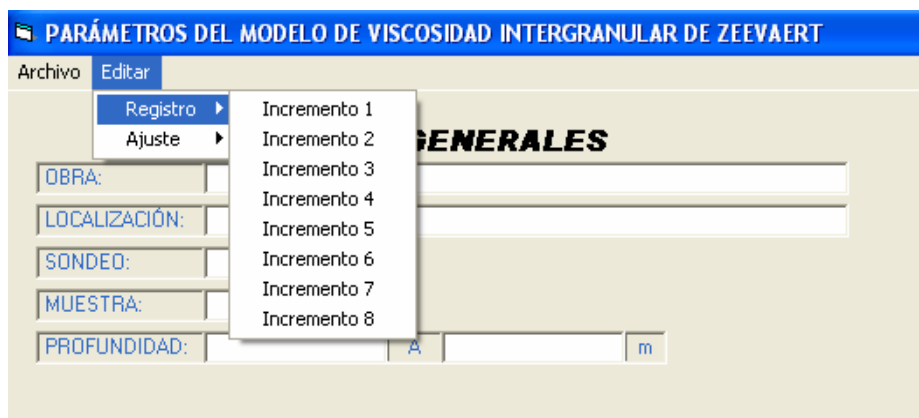 PARÁMETROS DEL MODELO DE VISCOSIDAD INTERGRANULAR DE ZEEVAERT
Archivo Editar
Registro
Ajuste
Incremento 1
Incremento 2
Incremento 3
Incremento 4
Incremento 5
Incremento 6
Incremento 7
Incremento 8
GENERALES
OBRA:
LOCALIZACIÓN:
SONDEO:
MUESTRA:
PROFUNDIDAD: A m